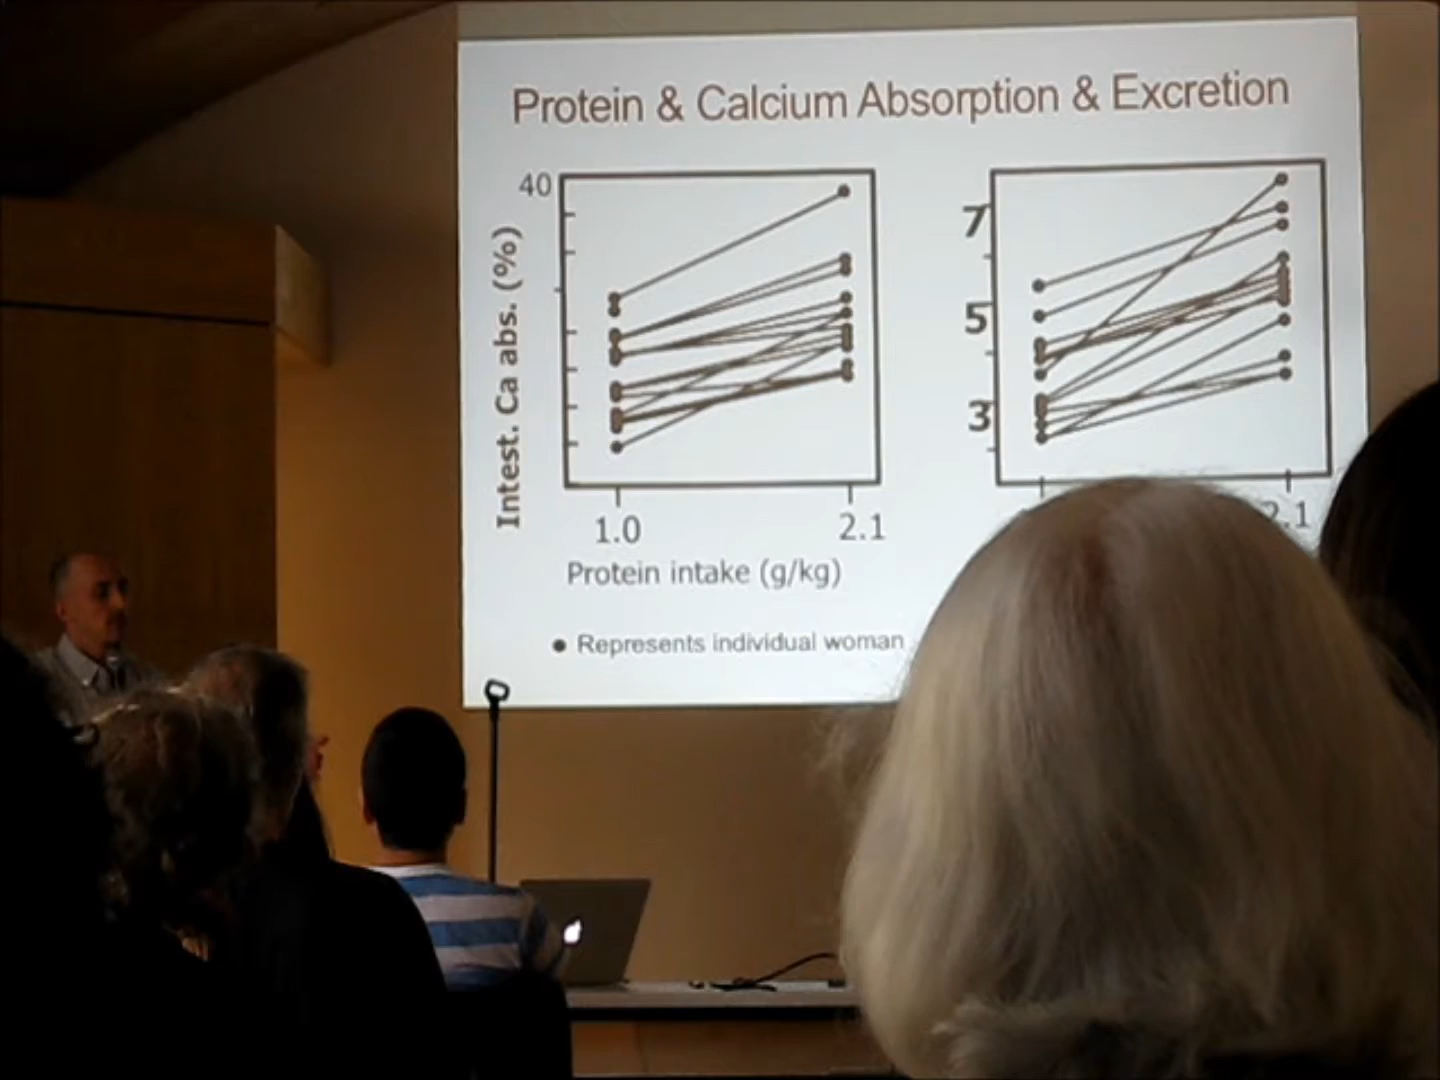 Protein & Calcium Absorption & Excretion
40
Intest. Ca abs. (%)
1.0
2.1
Protein intake (g/kg)
7
5
3
2.1
● Represents individual woman